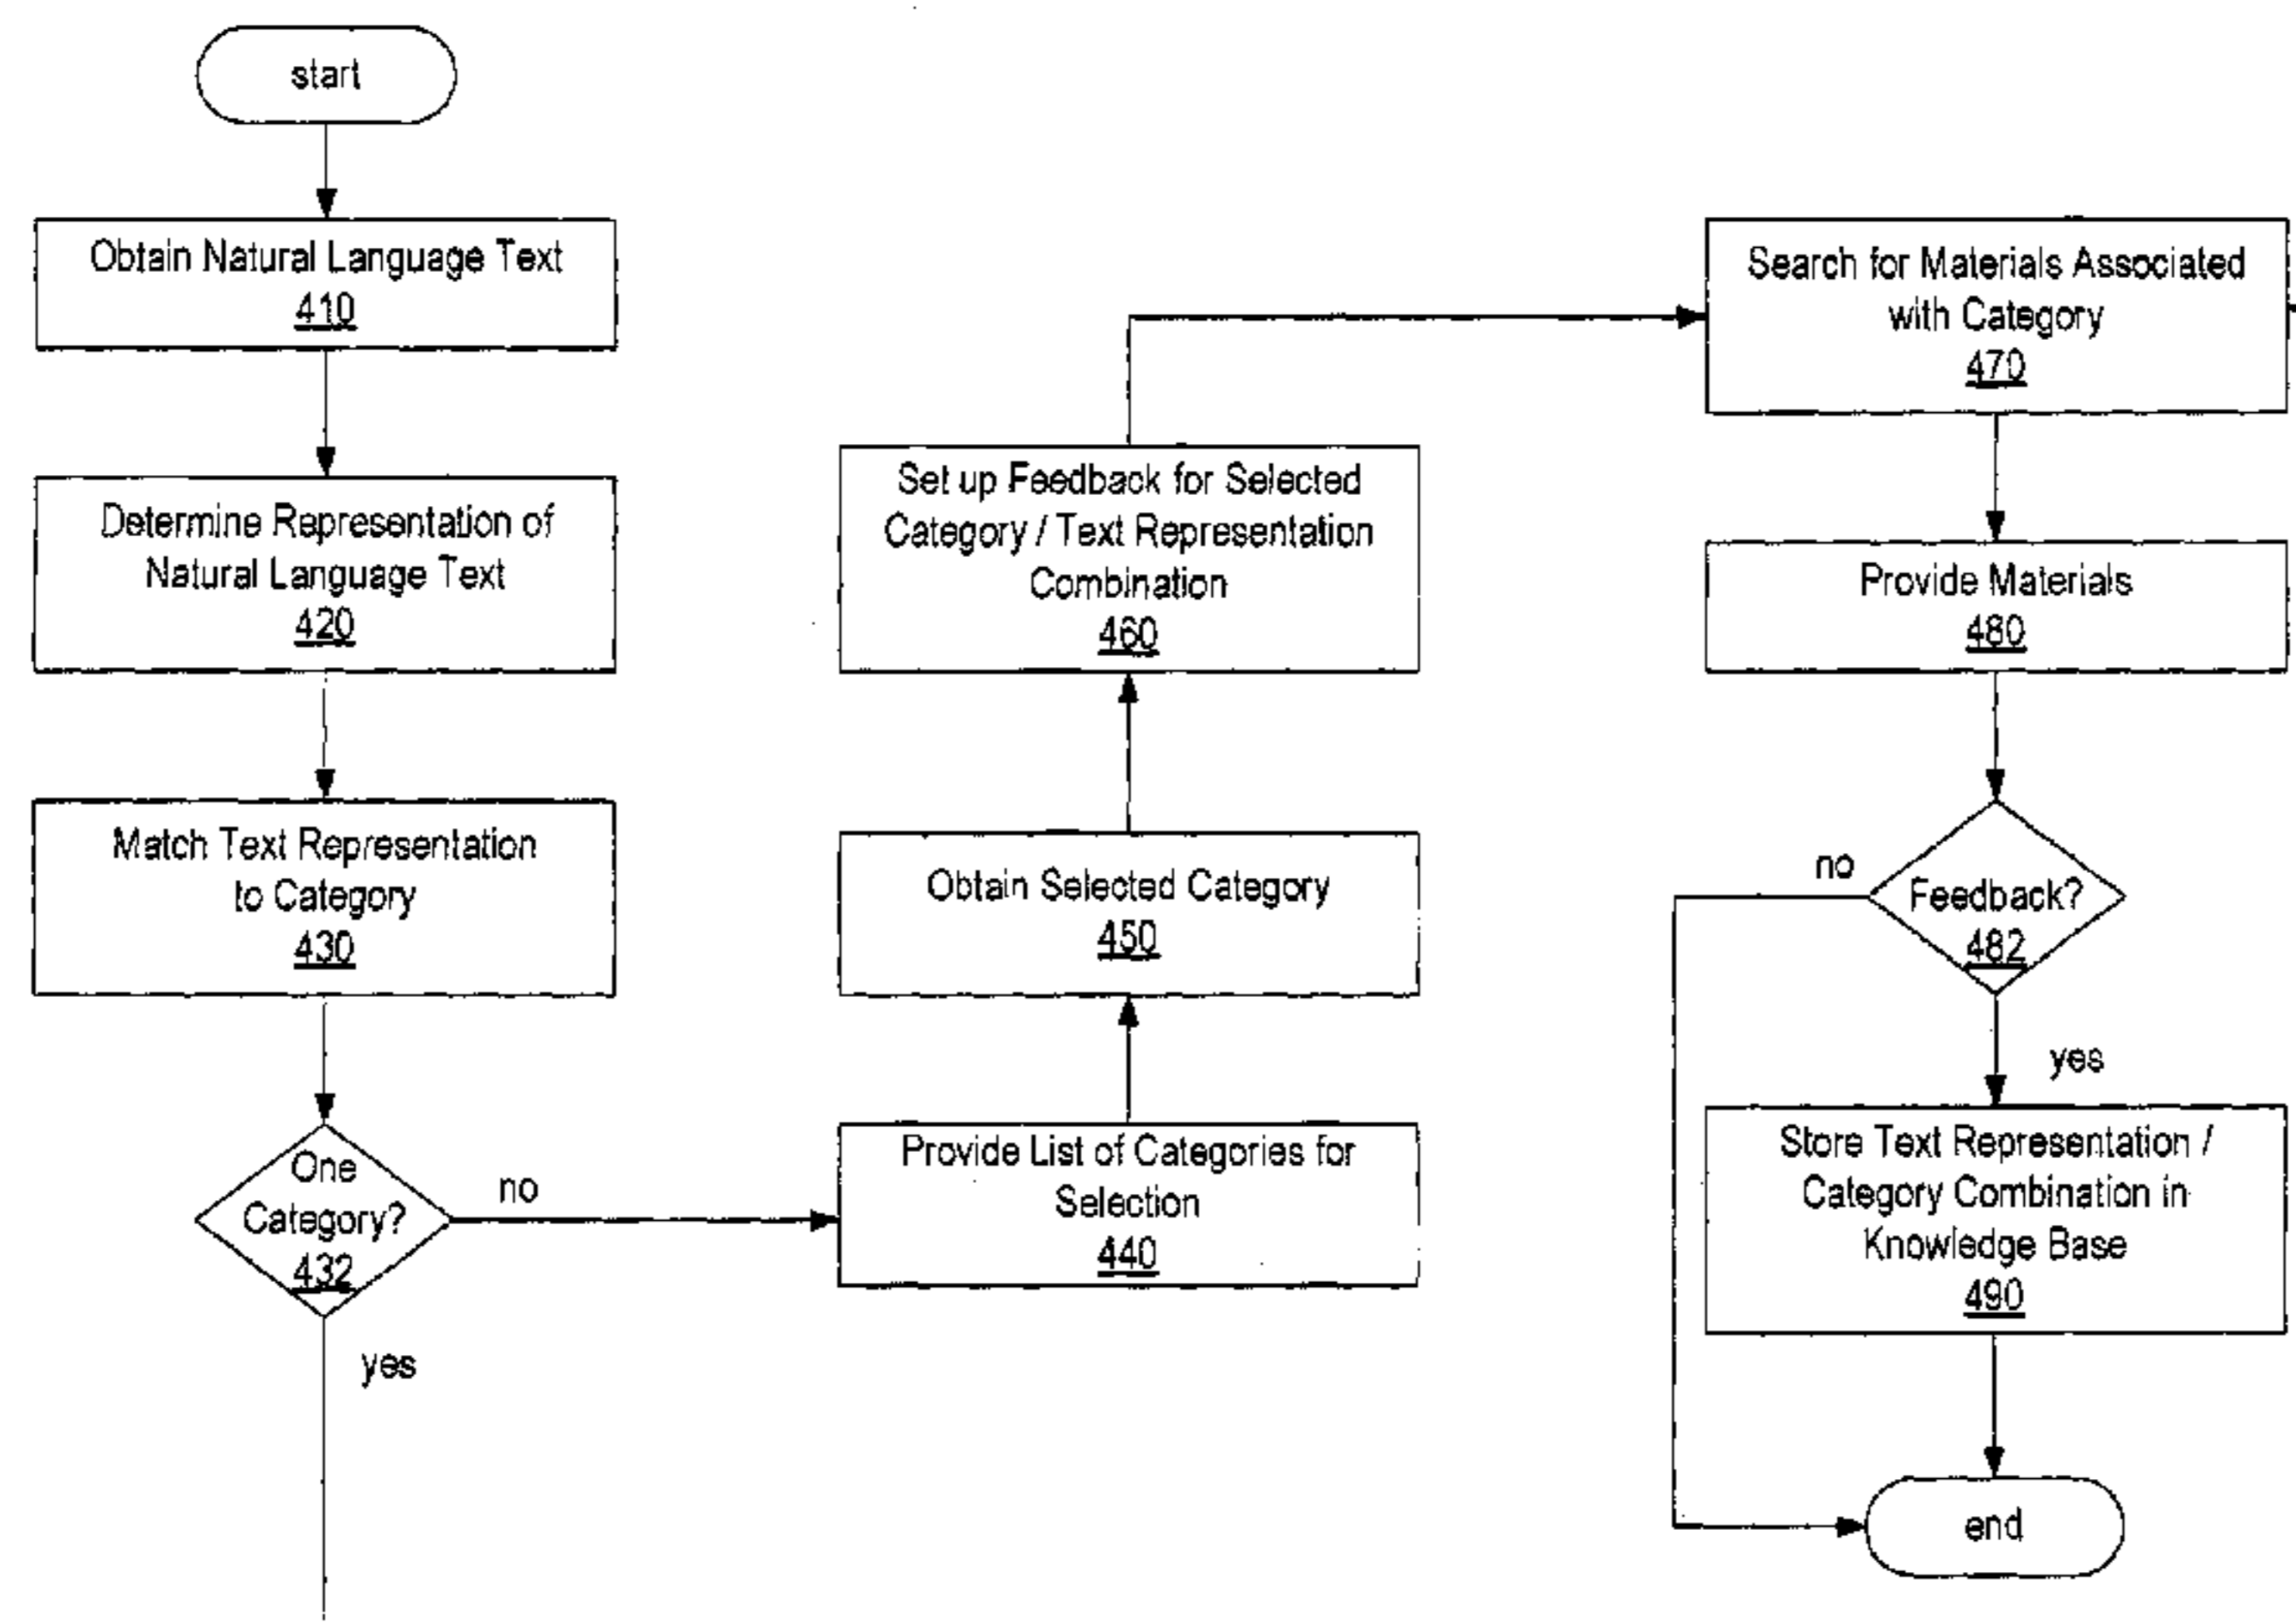 start
Obtain Natural Language Text
410
Determine Representation of
Natural Language Text
420
Match Text Representation
to Category
430
One
Category?
432
no
yes
Provide List of Categories for
Selection
440
Obtain Selected Category
450
Set up Feedback for Selected
Category / Text Representation
Combination
460
Search for Materials Associated
with Category
470
Provide Materials
480
Feedback?
482
no
yes
Store Text Representation /
Category Combination in
Knowledge Base
490
end